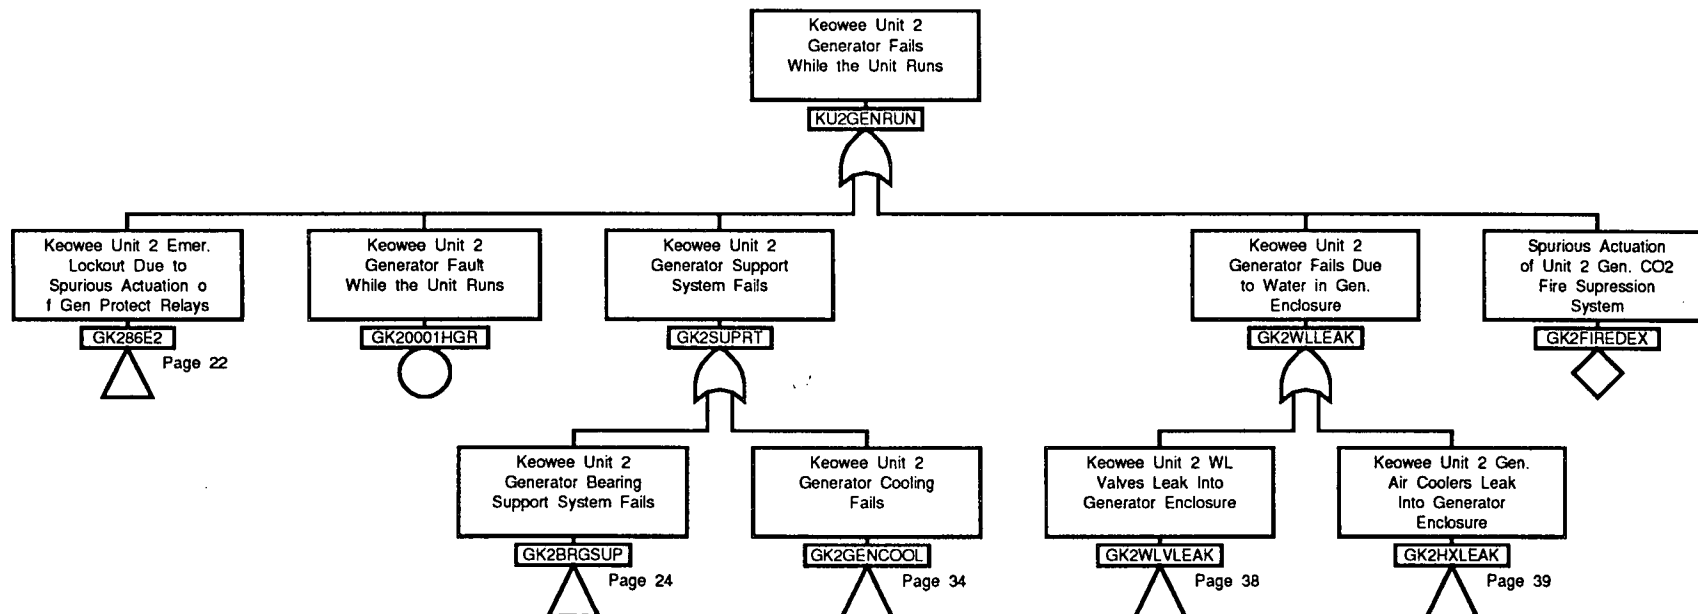 Keowee Unit 2
Generator Fails
While the Unit Runs
KU2GENRUN
Keowee Unit 2 Emer.
Lockout Due to
Spurious Actuation o
f Gen Protect Relays
GK286E2
Page 22
Keowee Unit 2
Generator Fault
While the Unit Runs
GK20001HGR
Keowee Unit 2
Generator Support
System Fails
GK2SUPRT
Keowee Unit 2
Generator Fails Due
to Water in Gen.
Enclosure
GK2WLLEAK
Spurious Actuation
of Unit 2 Gen. CO2
Fire Supression
System
GK2FIREDEX
Keowee Unit 2
Generator Bearing
Support System Fails
GK2BRGSUP
Page 24
Keowee Unit 2
Generator Cooling
Fails
GK2GENCOOL
Page 34
Keowee Unit 2 WL
Valves Leak Into
Generator Enclosure
GK2WLVLEAK
Page 38
Keowee Unit 2 Gen.
Air Coolers Leak
Into Generator
Enclosure
GK2HXLEAK
Page 39